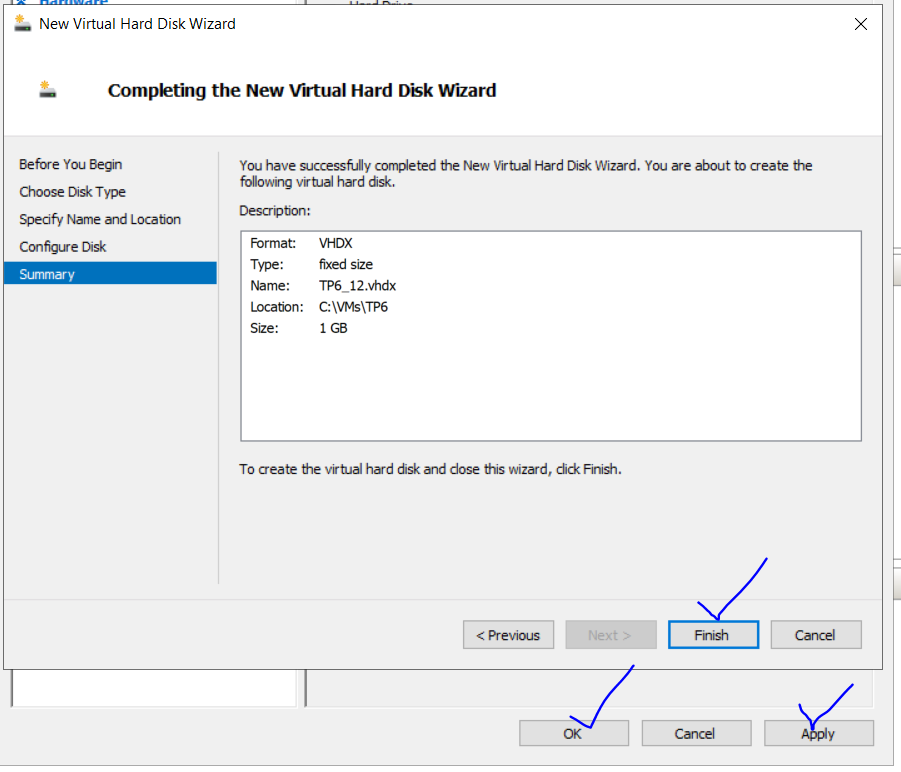 Hardware
Hard Drive
New Virtual Hard Disk Wizard
Completing the New Virtual Hard Disk Wizard
Before You Begin
Choose Disk Type
Specify Name and Location
Configure Disk
Summary
You have successfully completed the New Virtual Hard Disk Wizard. You are about to create the
following virtual hard disk.
Description:
Format: VHDX
Type: fixed size
Name: TP6_12.vhdx
Location: C:\VMs\TP6
Size: 1 GB
To create the virtual hard disk and close this wizard, click Finish.
< Previous Next > Finish Cancel
OK Cancel Apply